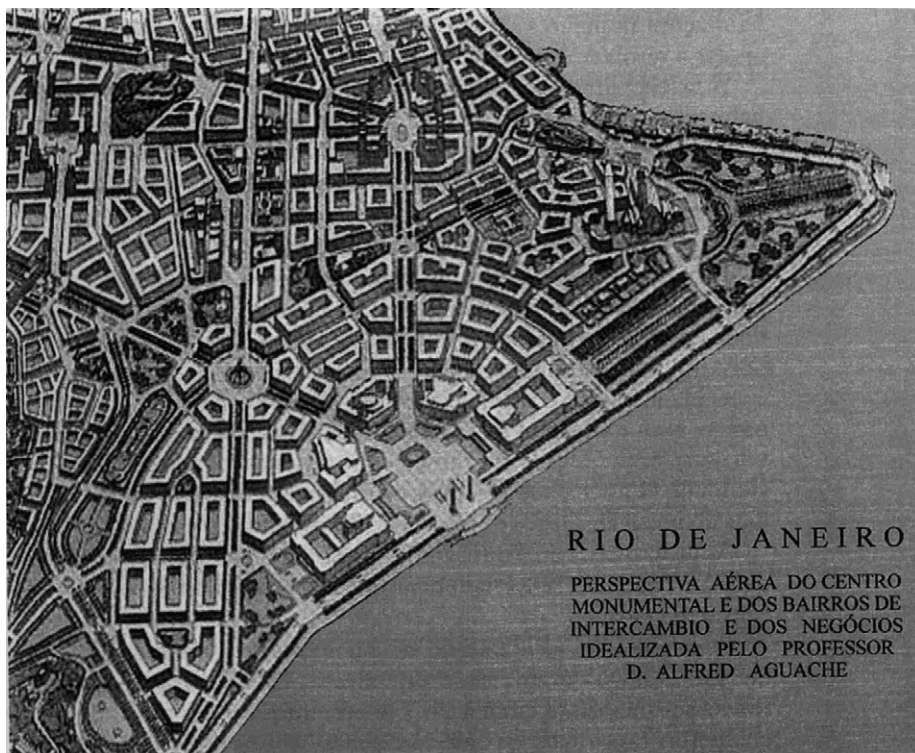 RIO DE JANEIRO
PERSPECTIVA AÉREA DO CENTRO
MONUMENTAL E DOS BAIRROS DE
INTERCAMBIO E DOS NEGÓCIOS
IDEALIZADA PELO PROFESSOR
D. ALFRED AGUACHE